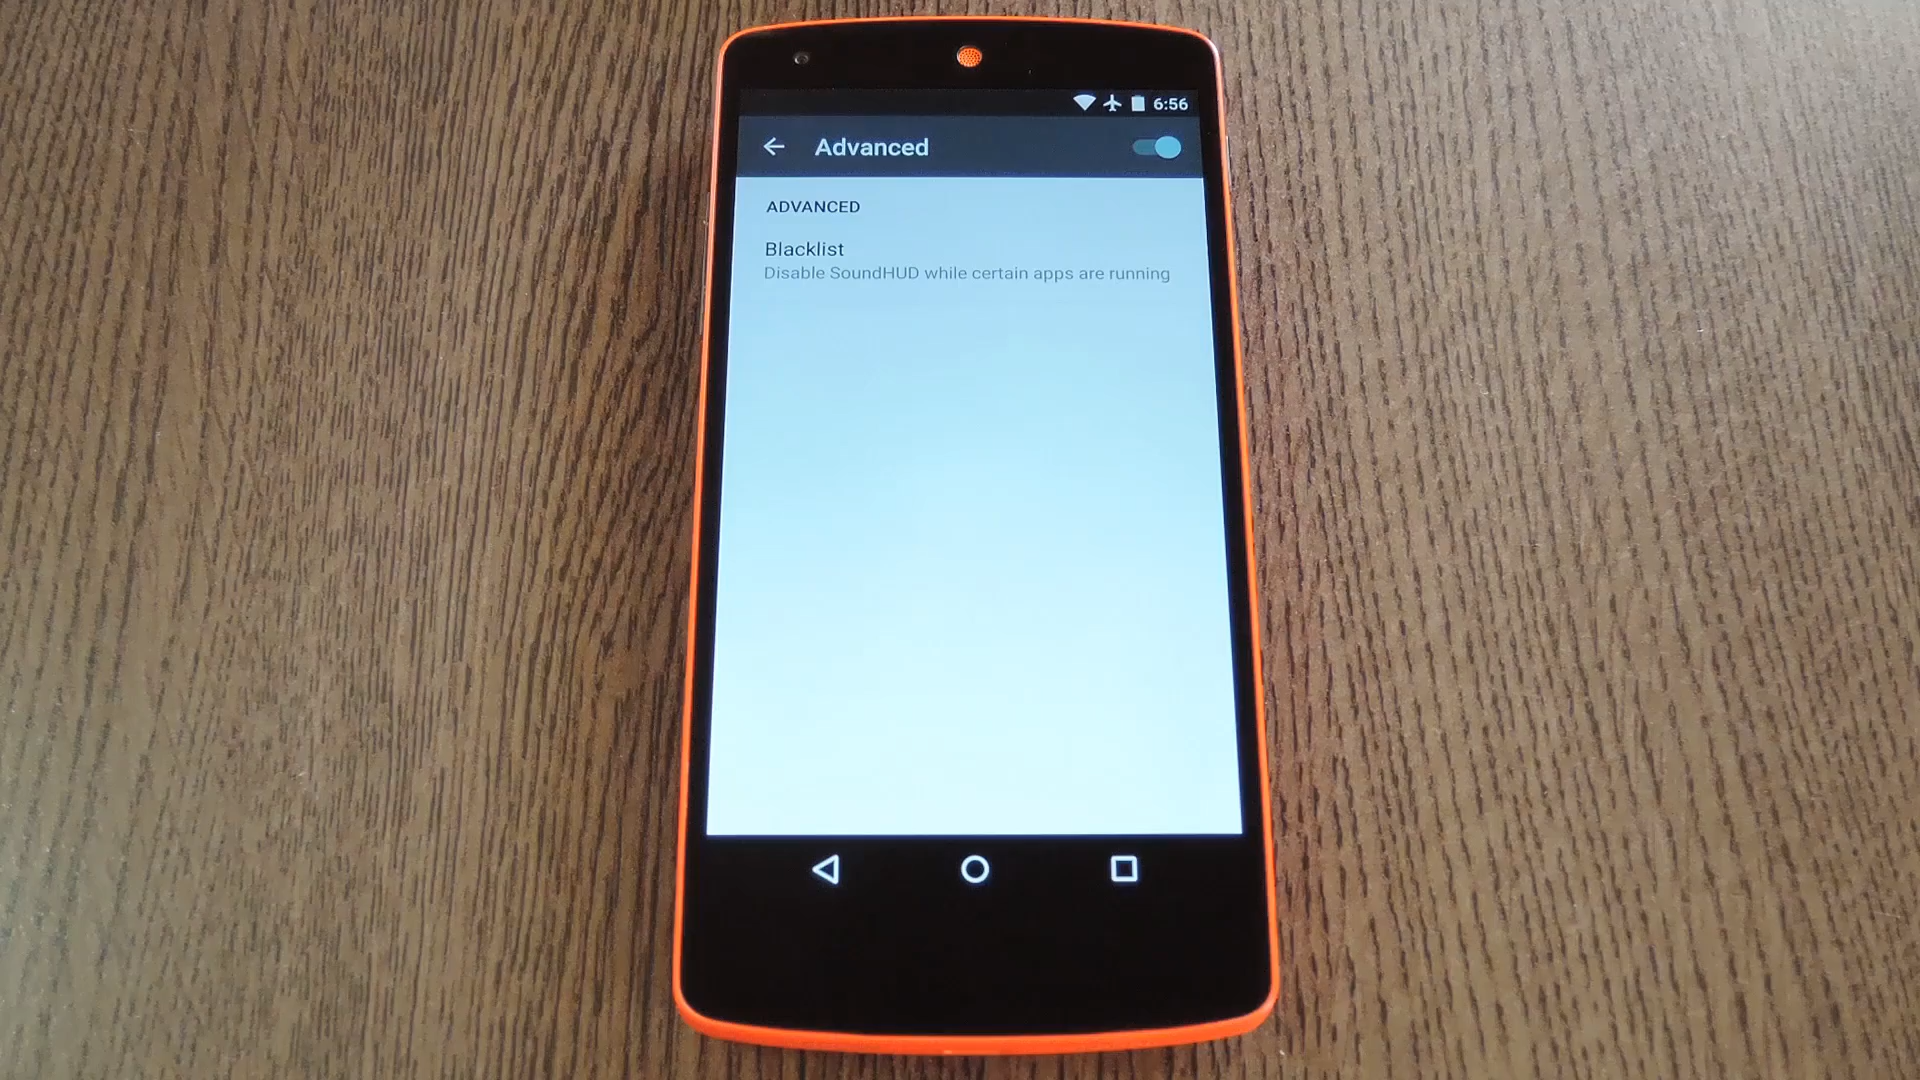 6:56
Advanced
ADVANCED
Blacklist
Disable SoundHUD while certain apps are running